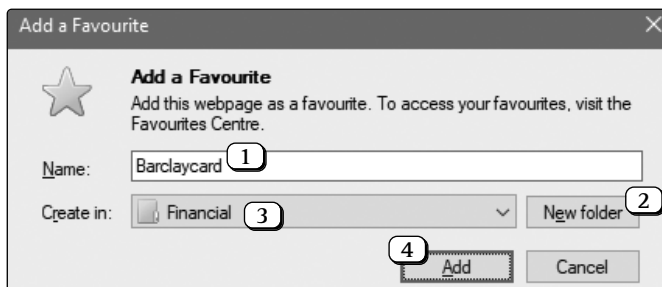 Add a Favourite
Add a Favourite
Add this webpage as a favourite. To access your favourites, visit the
Favourites Centre.
Name: Barclaycard 1
Create in: Financial 3 New folder 2
4 Add Cancel